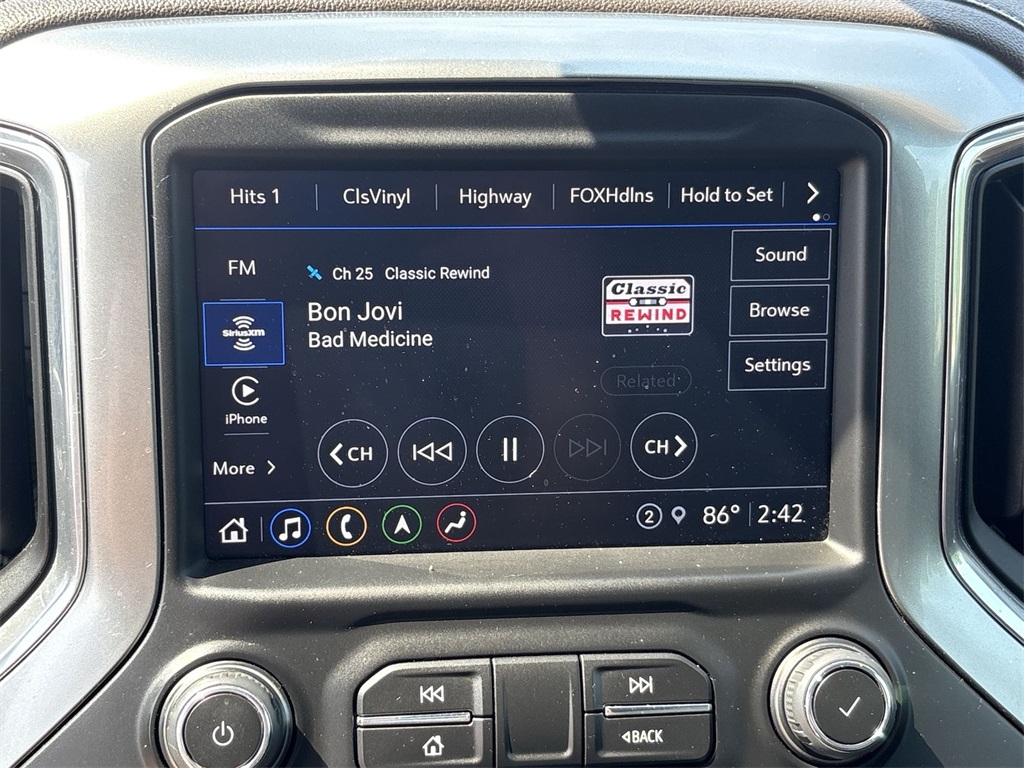 Hits 1 ClsVinyl Highway FOXHdlns Hold to Set
FM
Ch 25 Classic Rewind
Sound
SiriusXM
Bon Jovi
Bad Medicine
Classic
REWIND
Browse
Settings
iPhone
Related
More
CH
CH
2 86° 2:42
BACK